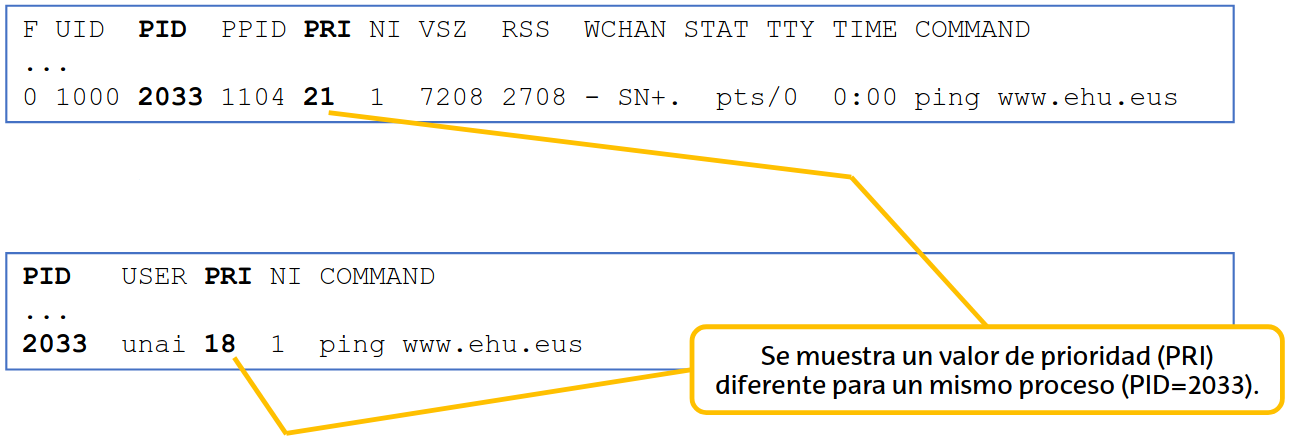 F UID PID PPID PRI NI VSZ RSS WCHAN STAT TTY TIME COMMAND
...
0 1000 2033 1104 21 1 7208 2708 - SN+. pts/0 0:00 ping www.ehu.eus
PID USER PRI NI COMMAND
...
2033 unai 18 1 ping www.ehu.eus
Se muestra un valor de prioridad (PRI)
diferente para un mismo proceso (PID=2033).